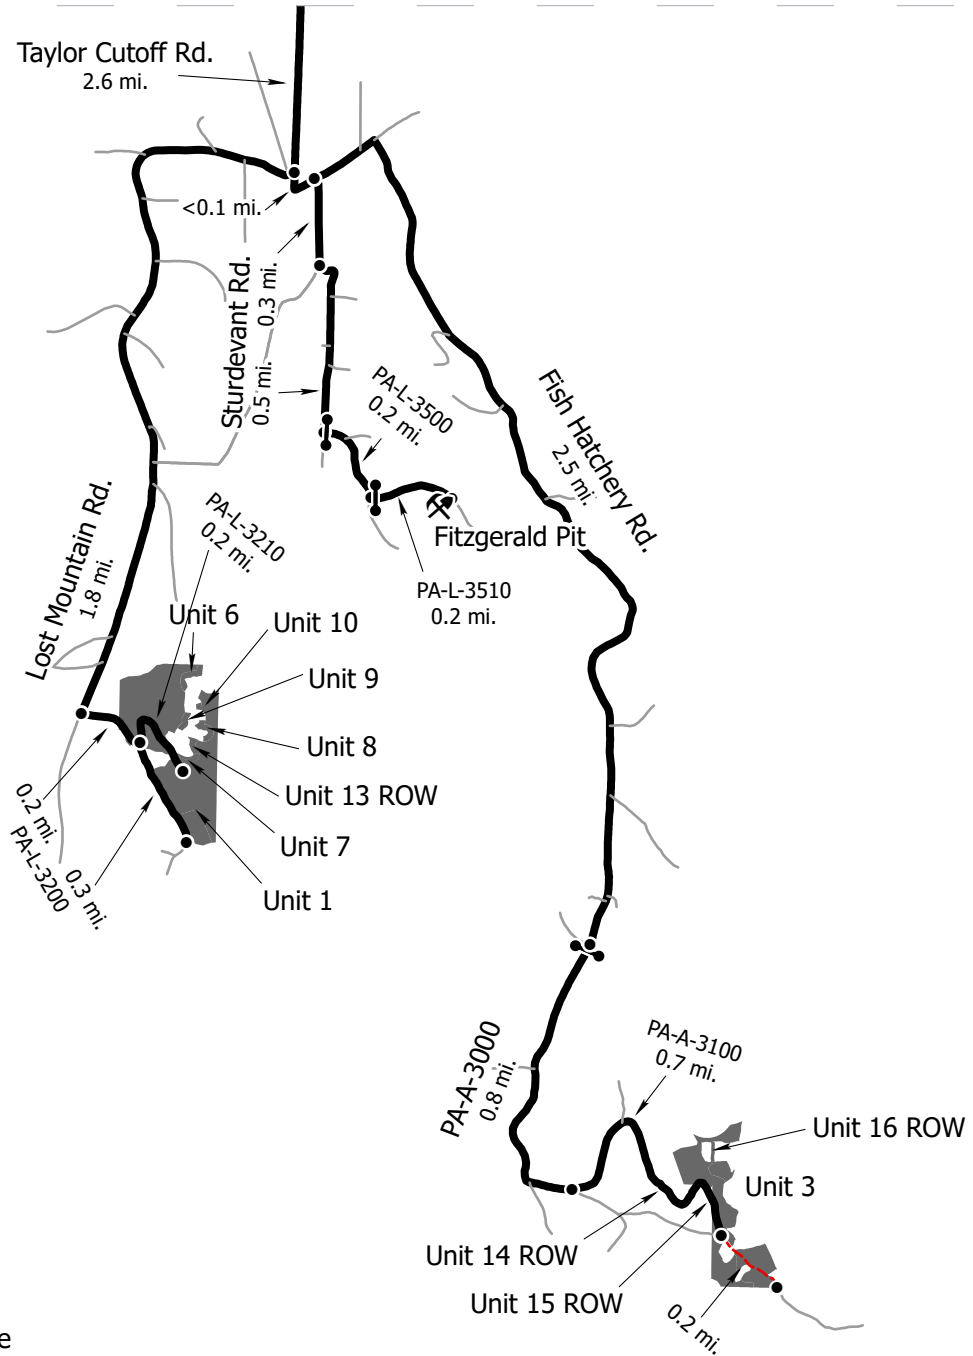 Taylor Cutoff Rd.
2.6 mi.
<0.1 mi.
Sturdevant Rd.
0.3 mi.
0.5 mi.
PA-L-3500
0.2 mi.
Fish Hatchery Rd.
2.5 mi.
Fitzgerald Pit
PA-L-3510
0.2 mi.
Lost Mountain Rd.
1.8 mi.
PA-L-3210
0.2 mi.
Unit 6
Unit 10
Unit 9
Unit 8
Unit 13 ROW
Unit 7
Unit 1
0.2 mi.
PA-L-3200
0.3 mi.
PA-A-3000
0.8 mi.
PA-A-3100
0.7 mi.
Unit 16 ROW
Unit 3
Unit 14 ROW
Unit 15 ROW
0.2 mi.
e